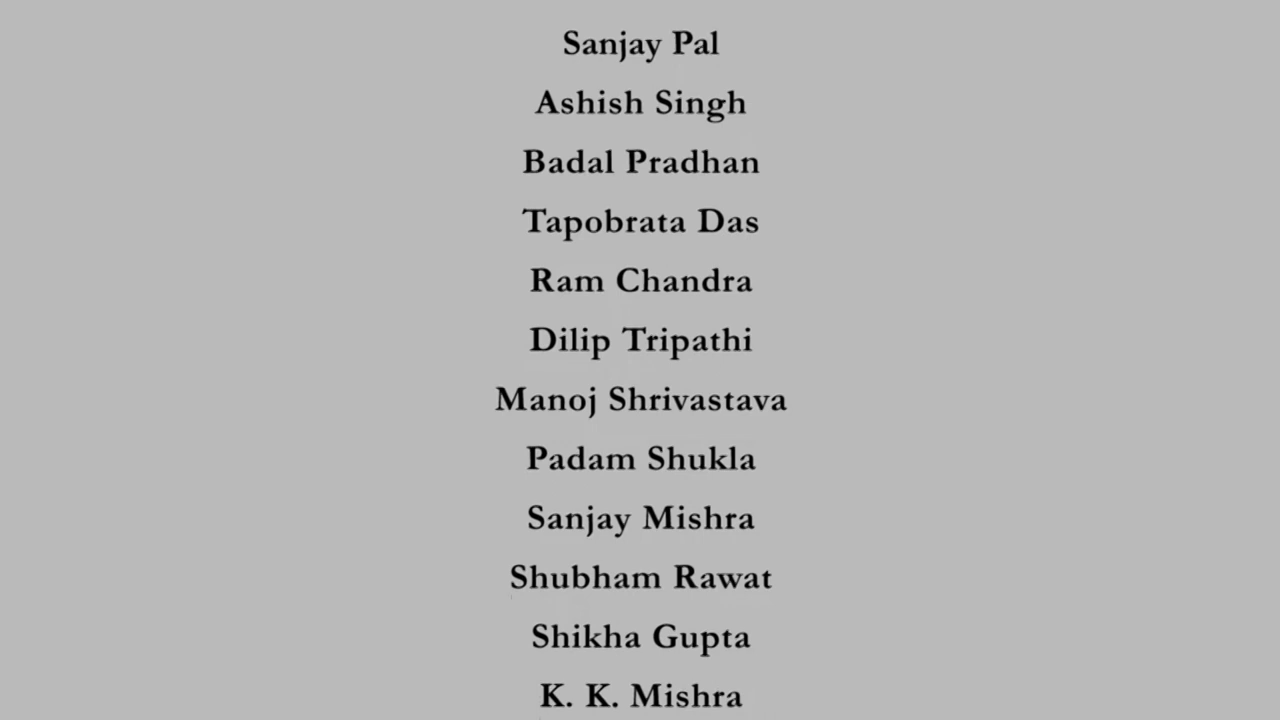 Sanjay Pal
Ashish Singh
Badal Pradhan
Tapobrata Das
Ram Chandra
Dilip Tripathi
Manoj Shrivastava
Padam Shukla
Sanjay Mishra
Shubham Rawat
Shikha Gupta
K. K. Mishra